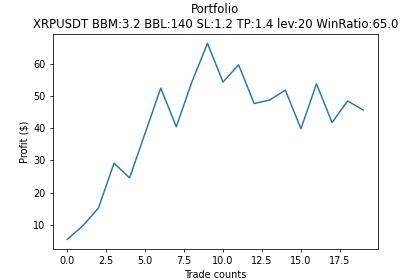 Portfolio
XRPUSDT BBM:3.2 BBL:140 SL:1.2 TP:1.4 lev:20 WinRatio:65.0
60
50
40
30
20
10
Profit ($)
0.0 2.5 5.0 7.5 10.0 12.5 15.0 17.5
Trade counts